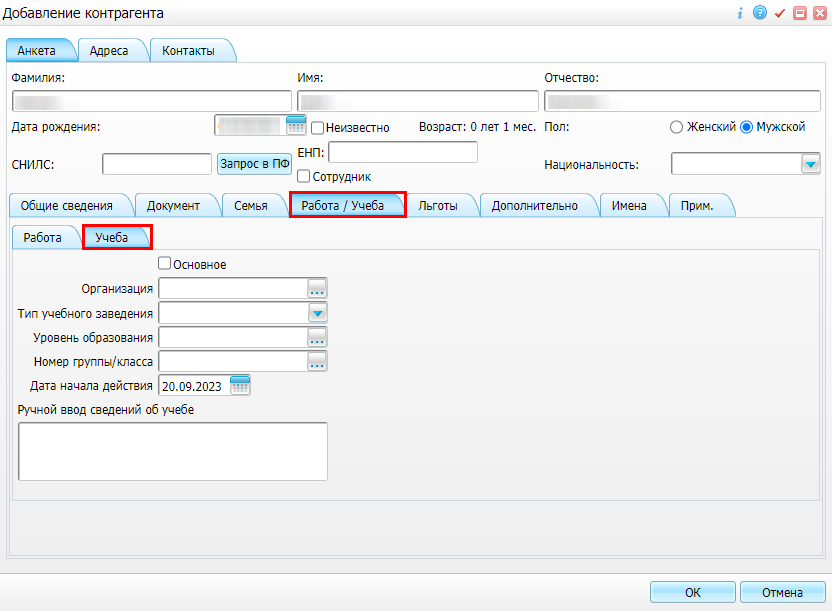 Добавление контрагента
Анкета Адреса Контакты
Фамилия: Имя: Отчество:
Дата рождения: Неизвестно Возраст: 0 лет 1 мес. Пол: Женский Мужской
СНИЛС: Запрос в ПФ ЕНП: Национальность:
Сотрудник
Общие сведения Документ Семья Работа / Учеба Льготы Дополнительно Имена Прим.
Работа Учеба
Основное
Организация ...
Тип учебного заведения
Уровень образования ...
Номер группы/класса ...
Дата начала действия 20.09.2023
Ручной ввод сведений об учебе
ОК Отмена